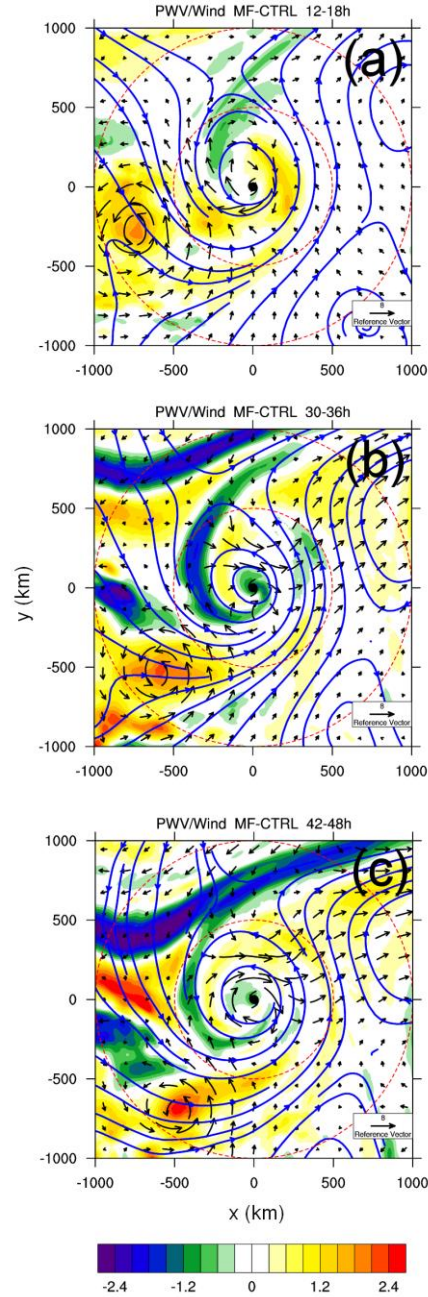 PWV/Wind MF-CTRL 12-18h
(a)
1000
500
0
-500
-1000
8
Reference Vector
-1000 -500 0 500 1000
PWV/Wind MF-CTRL 30-36h
(b)
1000
500
0
-500
-1000
y (km)
8
Reference Vector
-1000 -500 0 500 1000
PWV/Wind MF-CTRL 42-48h
(c)
1000
500
0
-500
-1000
8
Reference Vector
-1000 -500 0 500 1000
x (km)
-2.4 -1.2 0 1.2 2.4